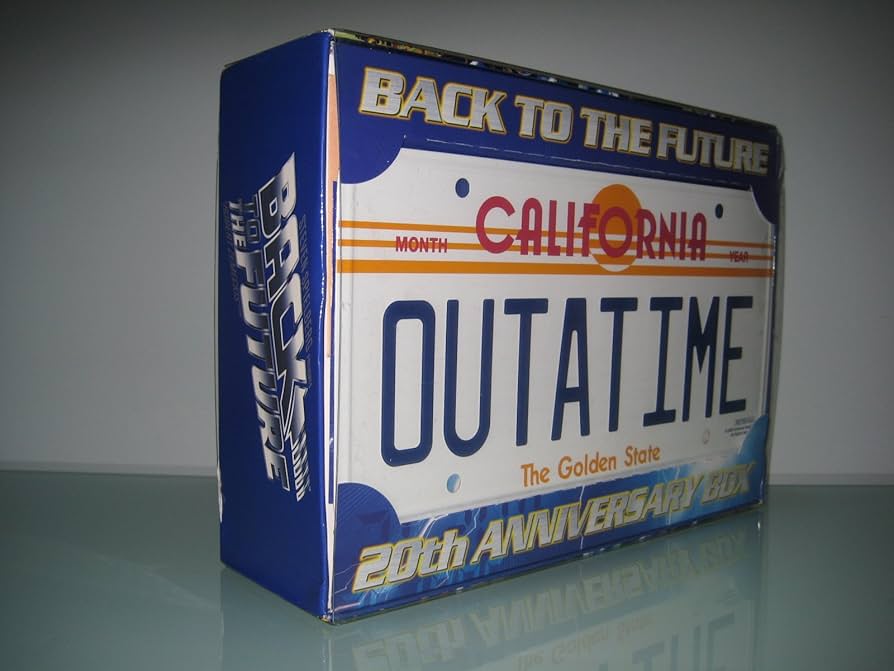 BACK TO THE FUTURE
CALIFORNIA
MONTH
YEAR
OUTATIME
The Golden State
20th ANNIVERSARY BOX
BACK
TO THE
FUTURE